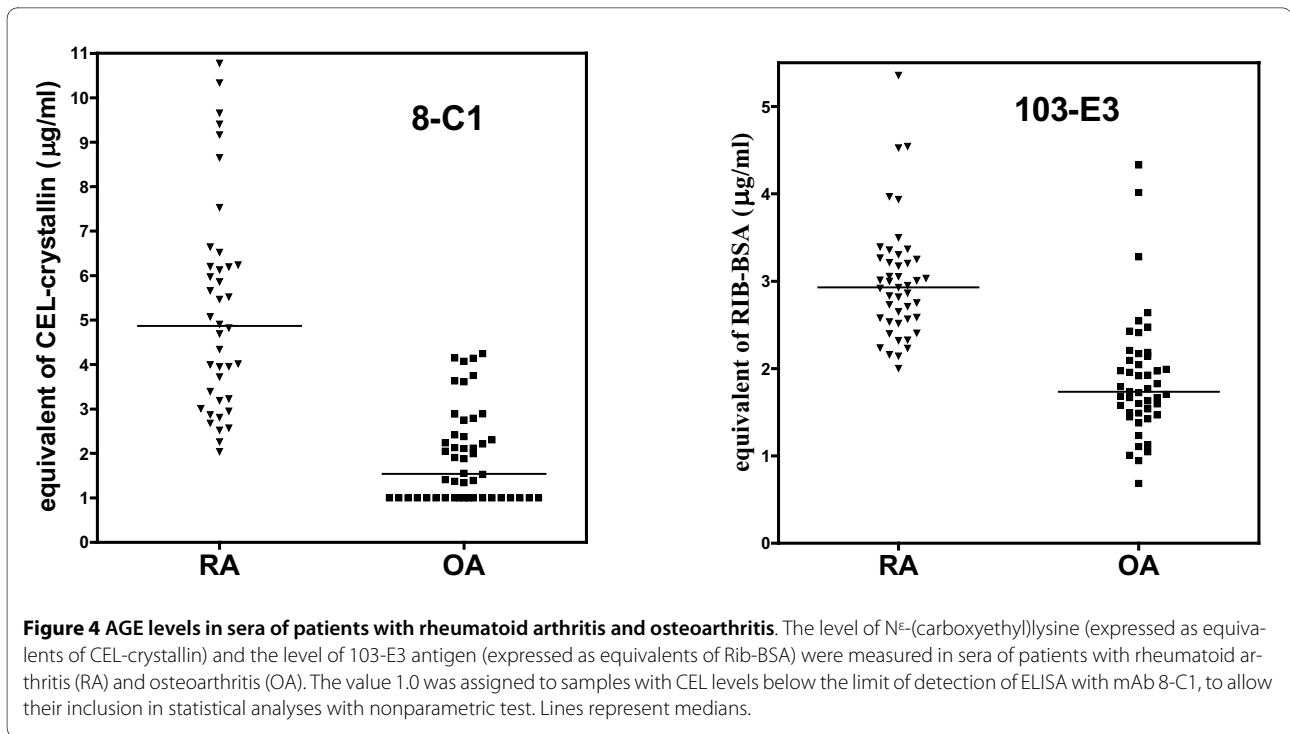 11
10
9
8
7
6
5
4
3
2
1
0
equivalent of CEL-crystallin (μg/ml)
8-C1
RA OA
5
4
3
2
1
0
equivalent of RIB-BSA (μg/ml)
103-E3
RA OA
Figure 4 AGE levels in sera of patients with rheumatoid arthritis and osteoarthritis. The level of Nᵋ-(carboxyethyl)lysine (expressed as equiva-
lents of CEL-crystallin) and the level of 103-E3 antigen (expressed as equivalents of Rib-BSA) were measured in sera of patients with rheumatoid ar-
thritis (RA) and osteoarthritis (OA). The value 1.0 was assigned to samples with CEL levels below the limit of detection of ELISA with mAb 8-C1, to allow
their inclusion in statistical analyses with nonparametric test. Lines represent medians.